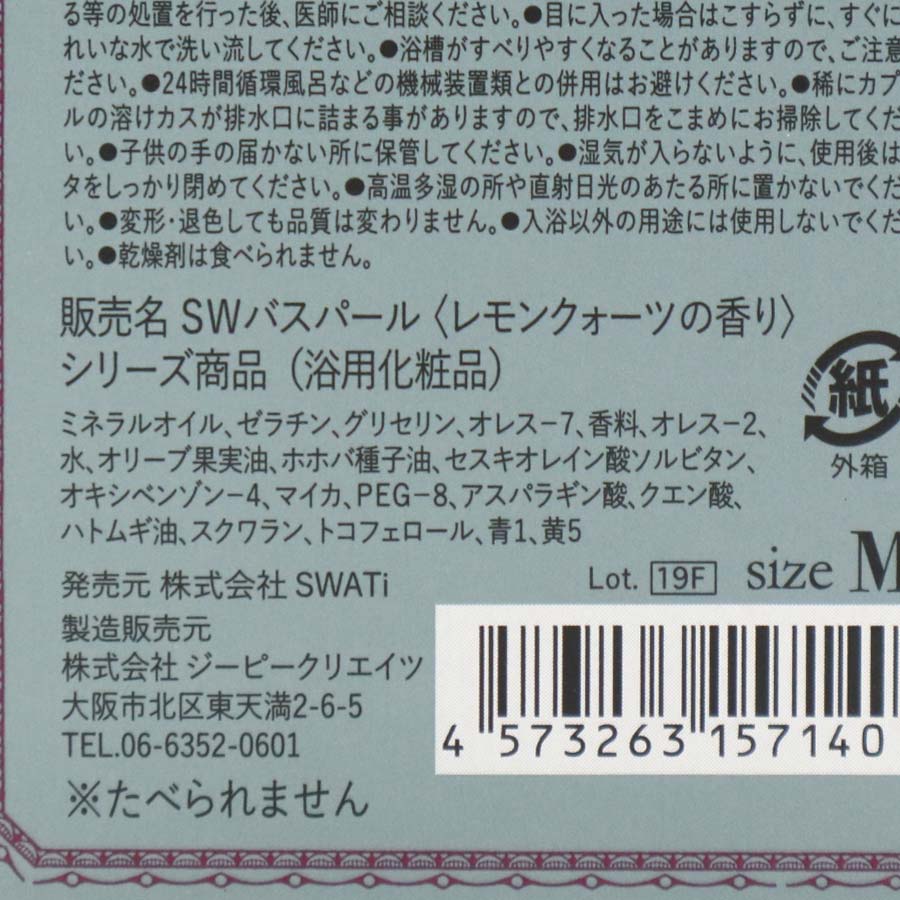 る等の処置を行った後、医師にご相談ください。●目に入った場合はこすらずに、すぐに
れいな水で洗い流してください。●浴槽がすべりやすくなることがありますので、ご注意
ださい。●24時間循環風呂などの機械装置類との併用はお避けください。●稀にカプ
ルの溶けカスが排水口に詰まる事がありますので、排水口をこまめにお掃除してくだ
い。●子供の手の届かない所に保管してください。●湿気が入らないように、使用後は
タをしっかり閉めてください。●高温多湿の所や直射日光のあたる所に置かないでくだ
い。●変形・退色しても品質は変わりません。●入浴以外の用途には使用しないでくだ
い。●乾燥剤は食べられません。
販売名 SWバスパール〈レモンクォーツの香り〉
シリーズ商品（浴用化粧品）
ミネラルオイル、ゼラチン、グリセリン、オレス−7、香料、オレス−2、
水、オリーブ果実油、ホホバ種子油、セスキオレイン酸ソルビタン、
オキシベンゾン−4、マイカ、PEG−8、アスパラギン酸、クエン酸、
ハトムギ油、スクワラン、トコフェロール、青1、黄5
紙
外箱
発売元 株式会社 SWATi
Lot. 19F size M
製造販売元
株式会社 ジーピークリエイツ
大阪市北区東天満2-6-5
TEL.06-6352-0601
4 573263 157140
※たべられません